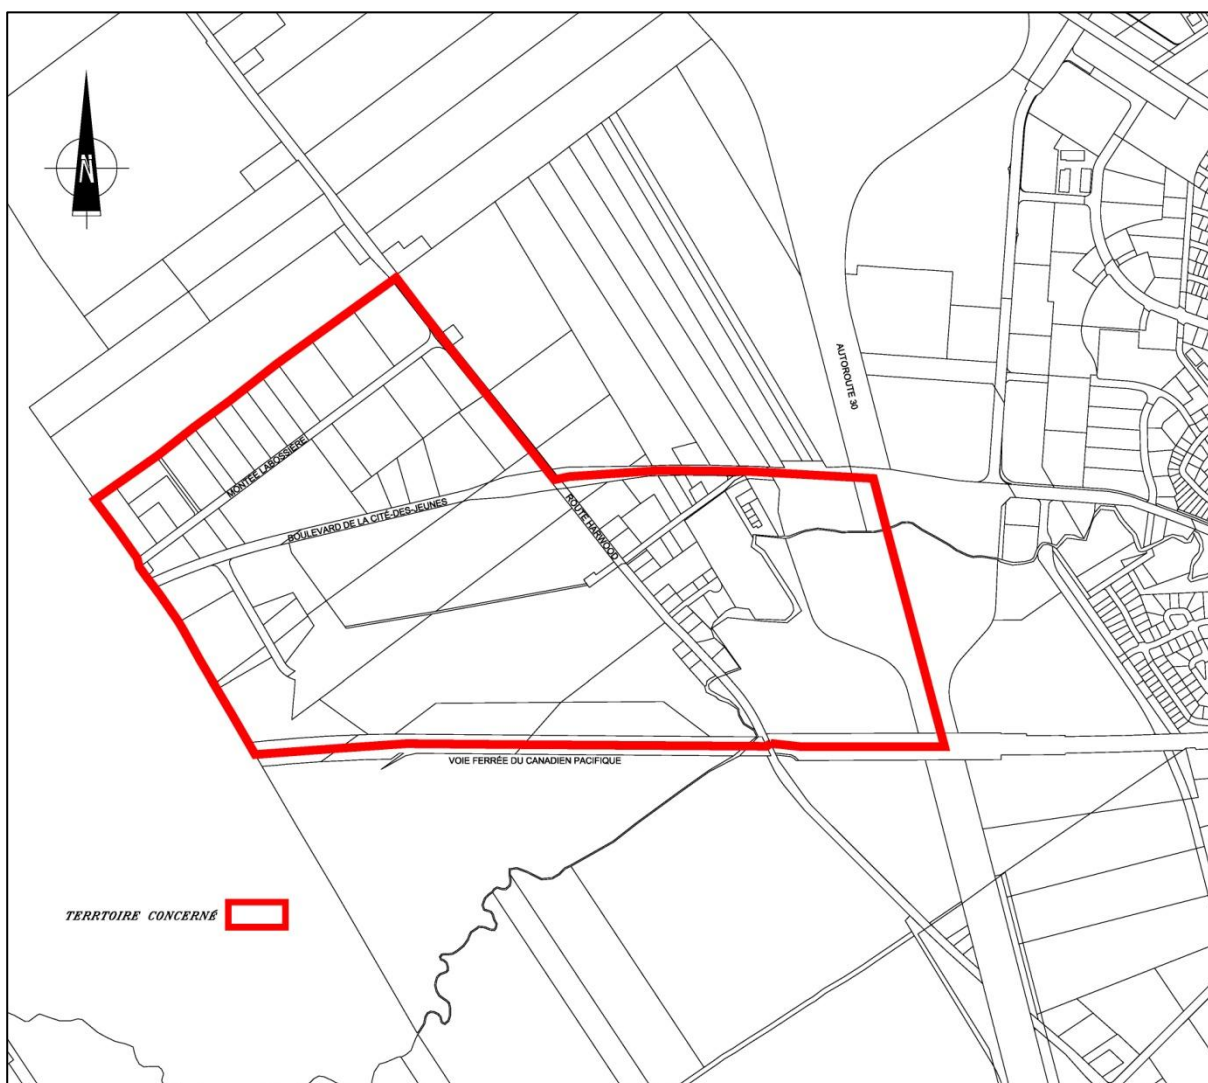 N
AUTOROUTE 30
MONTÉE LABOSSIÈRE
BOULEVARD DE LA CITÉ-DES-JEUNES
ROUTE HARWOOD
VOIE FERRÉE DU CANADIEN PACIFIQUE
TERRTOIRE CONCERNÉ